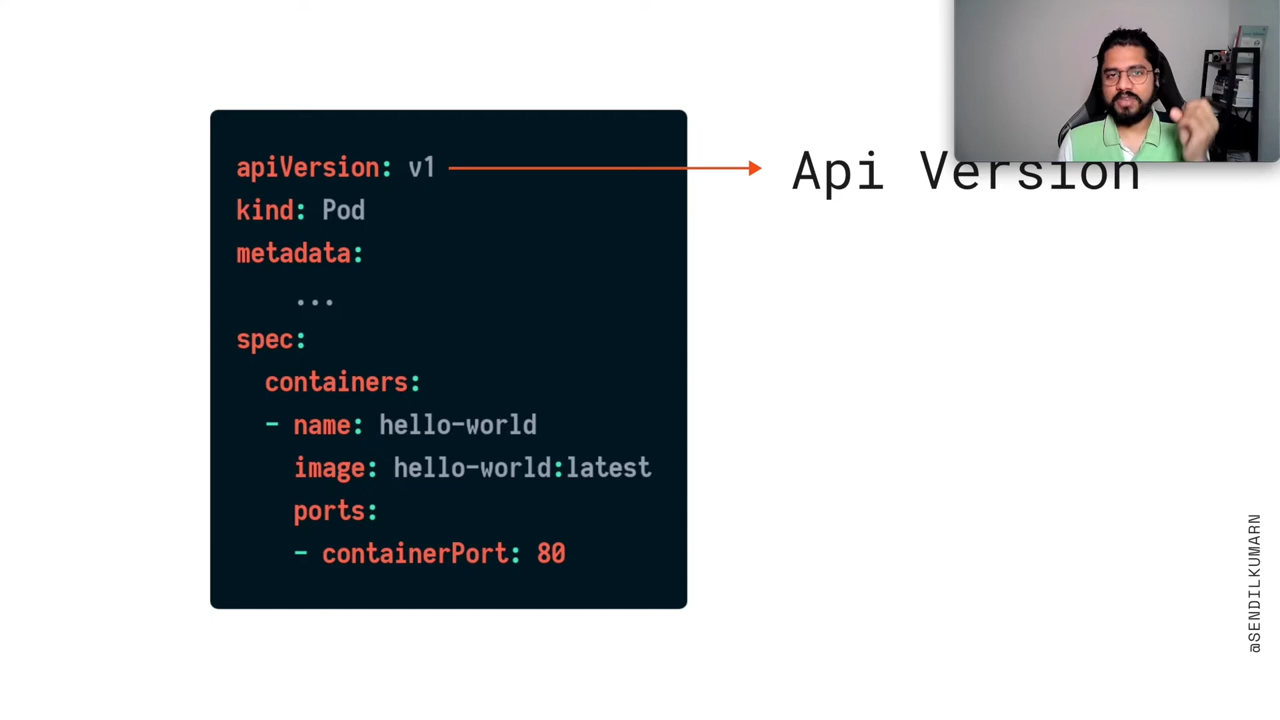 apiVersion: v1
Api Version
kind: Pod
metadata:
...
spec:
containers:
- name: hello-world
image: hello-world:latest
ports:
- containerPort: 80
@SENDILKUMARN